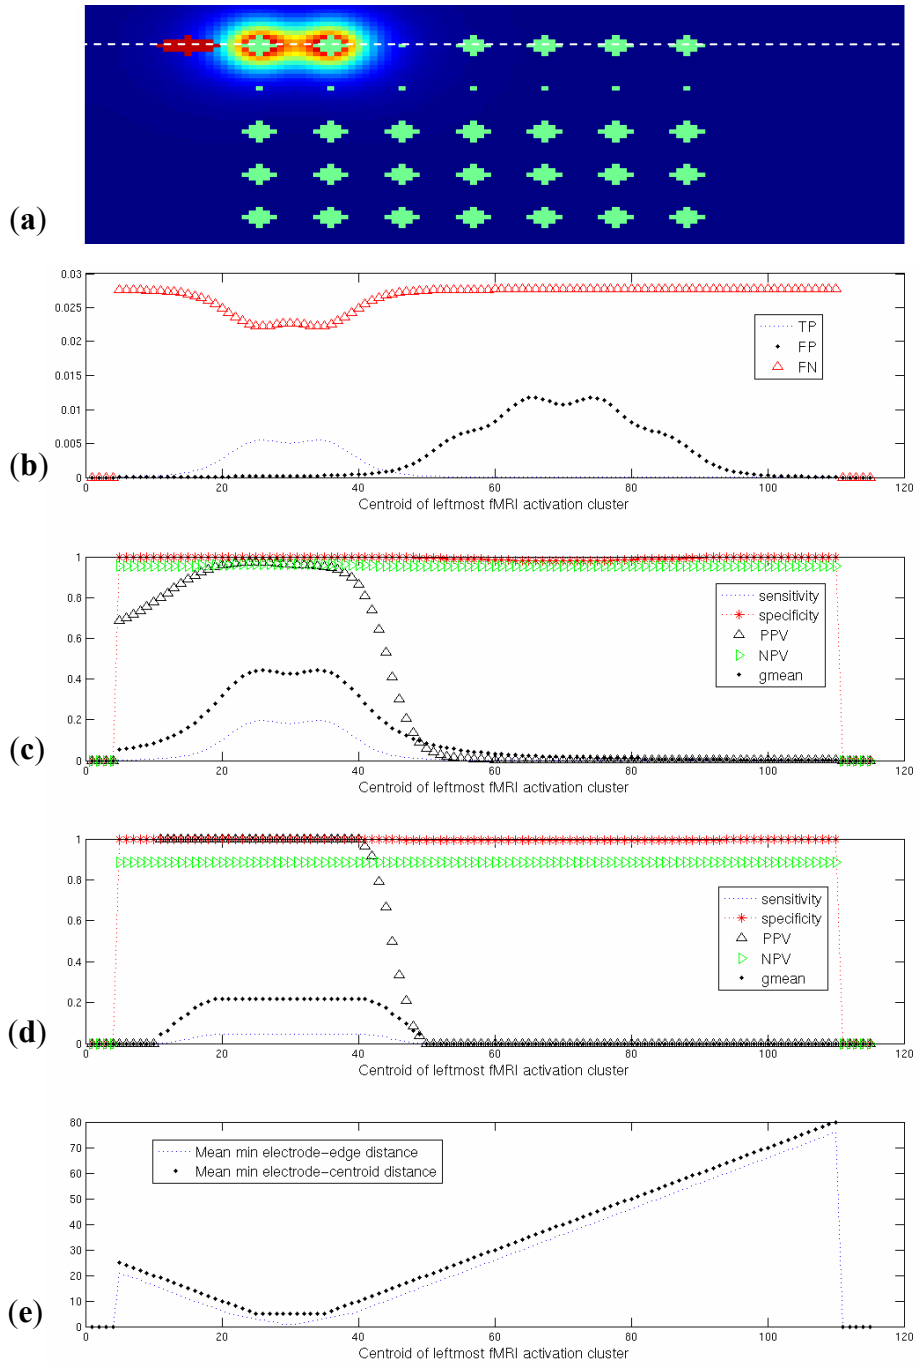 (a)
0.03
0.025
0.02
0.015
0.01
0.005
0
TP
FP
FN
0 20 40 60 80 100 120
Centroid of leftmost fMRI activation cluster
(b)
1
0.8
0.6
0.4
0.2
0
sensitivity
specificity
PPV
NPV
gmean
0 20 40 60 80 100 120
Centroid of leftmost fMRI activation cluster
(c)
1
0.8
0.6
0.4
0.2
0
sensitivity
specificity
PPV
NPV
gmean
0 20 40 60 80 100 120
Centroid of leftmost fMRI activation cluster
(d)
80
70
60
50
40
30
20
10
0
Mean min electrode-edge distance
Mean min electrode-centroid distance
0 20 40 60 80 100 120
Centroid of leftmost fMRI activation cluster
(e)